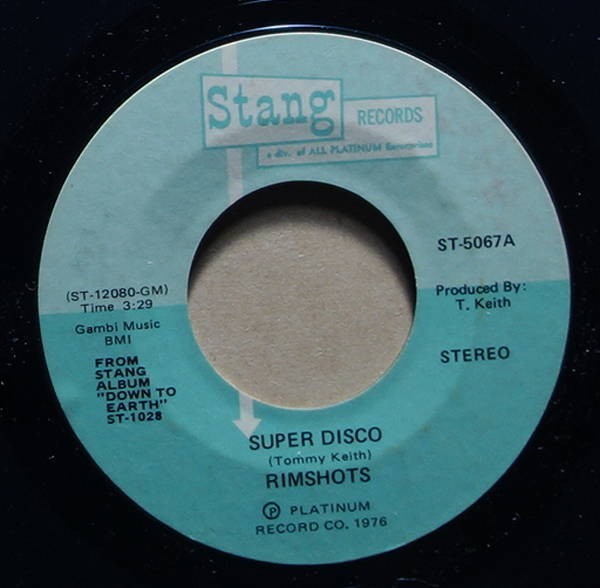 Stang
RECORDS
a div. of ALL PLATINUM Enterprises
ST-5067A
(ST-12080-GM)
Time 3:29
Produced By:
T. Keith
Gambi Music
BMI
STEREO
FROM
STANG
ALBUM
"DOWN TO
EARTH"
ST-1028
SUPER DISCO
(Tommy Keith)
RIMSHOTS
Ⓟ PLATINUM
RECORD CO. 1976